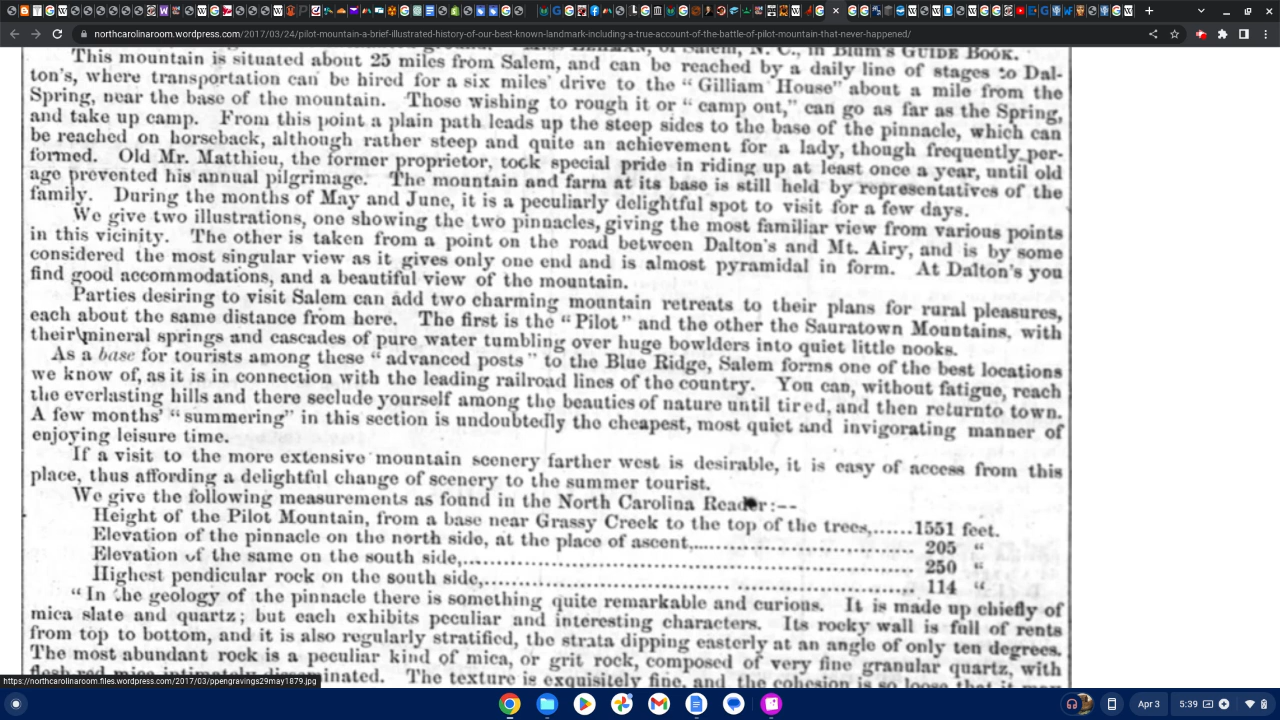 northcarolinaroom.wordpress.com/2017/03/24/pilot-mountain-a-brief-illustrated-history-of-our-best-known-landmark-including-a-true-account-of-the-battle-of-pilot-mountain-that-never-happened/
of Salem, N. C., in Blum's GUIDE BOOK.
This mountain is situated about 25 miles from Salem, and can be reached by a daily line of stages to Dal-
ton's, where transportation can be hired for a six miles' drive to the "Gilliam House" about a mile from the
Spring, near the base of the mountain. Those wishing to rough it or "camp out," can go as far as the Spring,
and take up camp. From this point a plain path leads up the steep sides to the base of the pinnacle, which can
be reached on horseback, although rather steep and quite an achievement for a lady, though frequently per-
formed. Old Mr. Matthieu, the former proprietor, took special pride in riding up at least once a year, until old
age prevented his annual pilgrimage. The mountain and farm at its base is still held by representatives of the
family. During the months of May and June, it is a peculiarly delightful spot to visit for a few days.
We give two illustrations, one showing the two pinnacles, giving the most familiar view from various points
in this vicinity. The other is taken from a point on the road between Dalton's and Mt. Airy, and is by some
considered the most singular view as it gives only one end and is almost pyramidal in form. At Dalton's you
find good accommodations, and a beautiful view of the mountain.
Parties desiring to visit Salem can add two charming mountain retreats to their plans for rural pleasures,
each about the same distance from here. The first is the "Pilot" and the other the Sauratown Mountains, with
their\mineral springs and cascades of pure water tumbling over huge bowlders into quiet little nooks.
As a base for tourists among these "advanced posts" to the Blue Ridge, Salem forms one of the best locations
we know of, as it is in connection with the leading railroad lines of the country. You can, without fatigue, reach
the everlasting hills and there seclude yourself among the beauties of nature until tired, and then returnto town.
A few months' "summering" in this section is undoubtedly the cheapest, most quiet and invigorating manner of
enjoying leisure time.
If a visit to the more extensive mountain scenery farther west is desirable, it is easy of access from this
place, thus affording a delightful change of scenery to the summer tourist.
We give the following measurements as found in the North Carolina Reader:--
Height of the Pilot Mountain, from a base near Grassy Creek to the top of the trees,......1551 feet.
Elevation of the pinnacle on the north side, at the place of ascent,...................................... 205 "
Elevation of the same on the south side,............................................................................ 250 "
Highest pendicular rock on the south side,........................................................................ 114 "
"In the geology of the pinnacle there is something quite remarkable and curious. It is made up chiefly of
mica slate and quartz; but each exhibits peculiar and interesting characters. Its rocky wall is full of rents
from top to bottom, and it is also regularly stratified, the strata dipping easterly at an angle of only ten degrees.
The most abundant rock is a peculiar kind of mica, or grit rock, composed of very fine granular quartz, with
flesh red mica intimately disseminated. The texture is exquisitely fine, and the cohesion is so loose that it may
https://northcarolinaroom.files.wordpress.com/2017/03/ppengravings29may1879.jpg
Apr 3
5:39